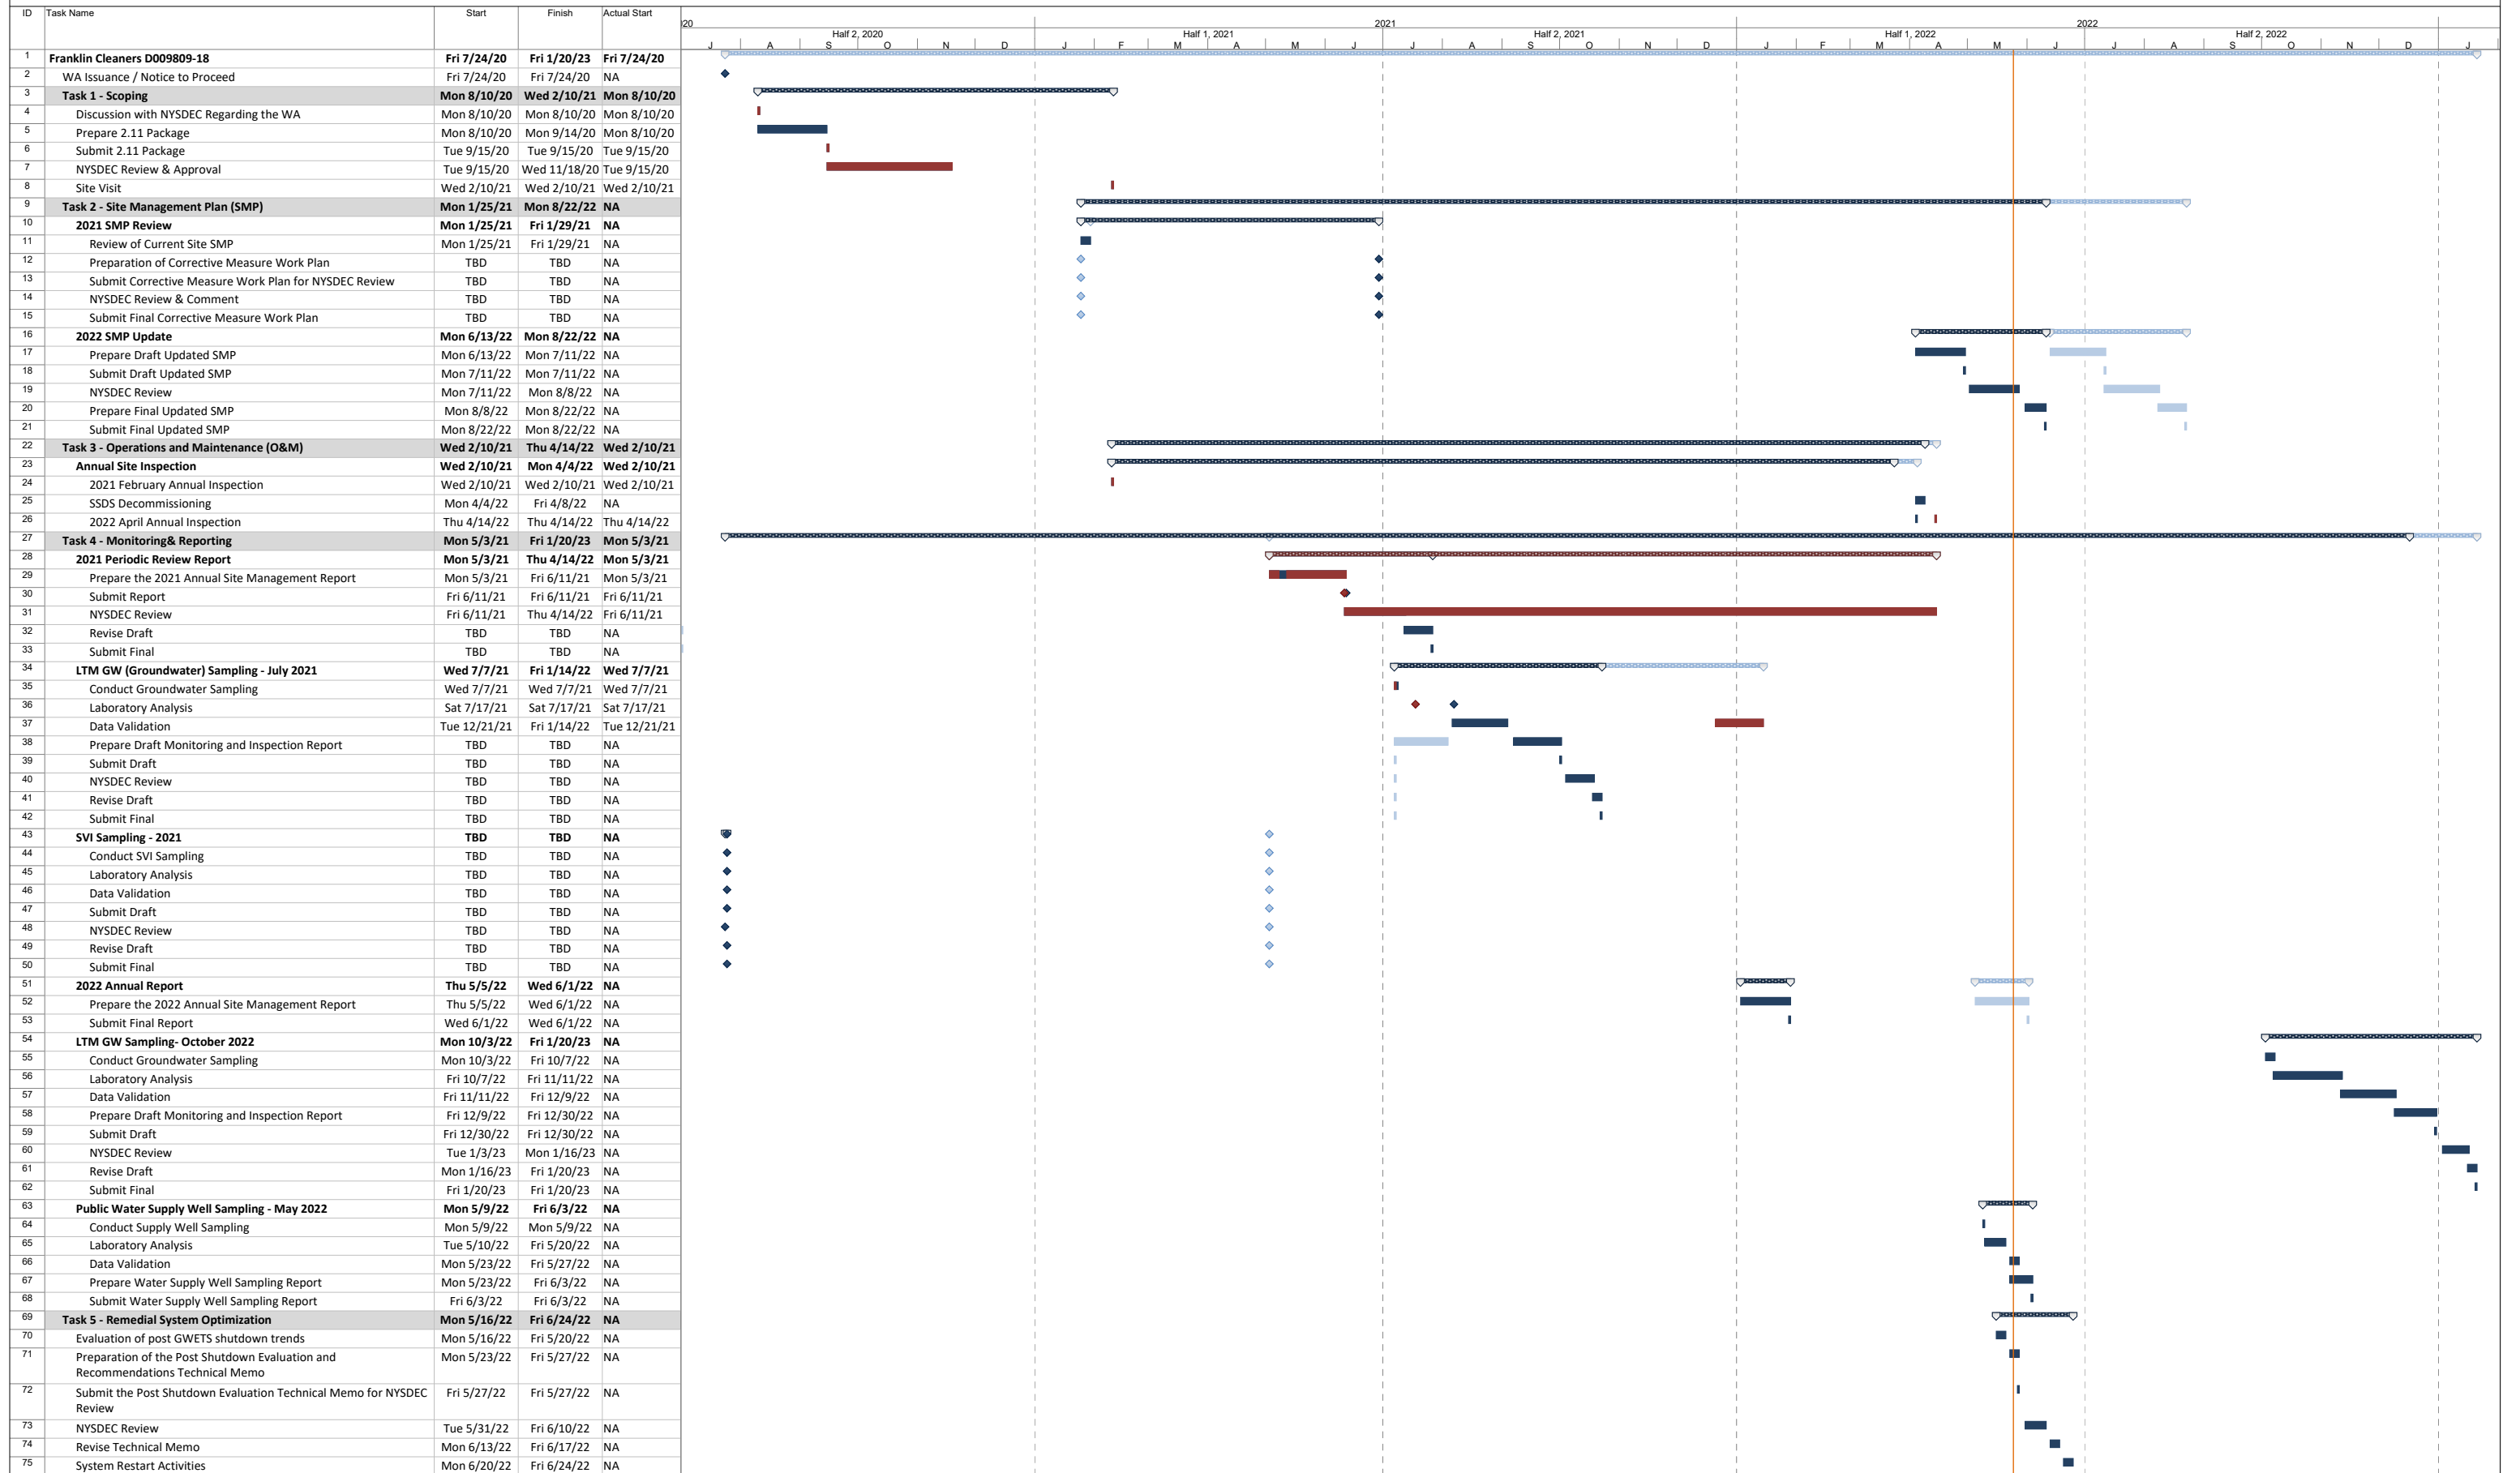 ID Task Name Start Finish Actual Start
20 2021 2022
Half 2, 2020 Half 1, 2021 Half 2, 2021 Half 1, 2022 Half 2, 2022
J A S O N D J F M A M J J A S O N D J F M A M J J A S O N D J
1 Franklin Cleaners D009809-18 Fri 7/24/20 Fri 1/20/23 Fri 7/24/20
2 WA Issuance / Notice to Proceed Fri 7/24/20 Fri 7/24/20 NA
3 Task 1 - Scoping Mon 8/10/20 Wed 2/10/21 Mon 8/10/20
4 Discussion with NYSDEC Regarding the WA Mon 8/10/20 Mon 8/10/20 Mon 8/10/20
5 Prepare 2.11 Package Mon 8/10/20 Mon 9/14/20 Mon 8/10/20
6 Submit 2.11 Package Tue 9/15/20 Tue 9/15/20 Tue 9/15/20
7 NYSDEC Review & Approval Tue 9/15/20 Wed 11/18/20 Tue 9/15/20
8 Site Visit Wed 2/10/21 Wed 2/10/21 Wed 2/10/21
9 Task 2 - Site Management Plan (SMP) Mon 1/25/21 Mon 8/22/22 NA
10 2021 SMP Review Mon 1/25/21 Fri 1/29/21 NA
11 Review of Current Site SMP Mon 1/25/21 Fri 1/29/21 NA
12 Preparation of Corrective Measure Work Plan TBD TBD NA
13 Submit Corrective Measure Work Plan for NYSDEC Review TBD TBD NA
14 NYSDEC Review & Comment TBD TBD NA
15 Submit Final Corrective Measure Work Plan TBD TBD NA
16 2022 SMP Update Mon 6/13/22 Mon 8/22/22 NA
17 Prepare Draft Updated SMP Mon 6/13/22 Mon 7/11/22 NA
18 Submit Draft Updated SMP Mon 7/11/22 Mon 7/11/22 NA
19 NYSDEC Review Mon 7/11/22 Mon 8/8/22 NA
20 Prepare Final Updated SMP Mon 8/8/22 Mon 8/22/22 NA
21 Submit Final Updated SMP Mon 8/22/22 Mon 8/22/22 NA
22 Task 3 - Operations and Maintenance (O&M) Wed 2/10/21 Thu 4/14/22 Wed 2/10/21
23 Annual Site Inspection Wed 2/10/21 Mon 4/4/22 Wed 2/10/21
24 2021 February Annual Inspection Wed 2/10/21 Wed 2/10/21 Wed 2/10/21
25 SSDS Decommissioning Mon 4/4/22 Fri 4/8/22 NA
26 2022 April Annual Inspection Thu 4/14/22 Thu 4/14/22 Thu 4/14/22
27 Task 4 - Monitoring& Reporting Mon 5/3/21 Fri 1/20/23 Mon 5/3/21
28 2021 Periodic Review Report Mon 5/3/21 Thu 4/14/22 Mon 5/3/21
29 Prepare the 2021 Annual Site Management Report Mon 5/3/21 Fri 6/11/21 Mon 5/3/21
30 Submit Report Fri 6/11/21 Fri 6/11/21 Fri 6/11/21
31 NYSDEC Review Fri 6/11/21 Thu 4/14/22 Fri 6/11/21
32 Revise Draft TBD TBD NA
33 Submit Final TBD TBD NA
34 LTM GW (Groundwater) Sampling - July 2021 Wed 7/7/21 Fri 1/14/22 Wed 7/7/21
35 Conduct Groundwater Sampling Wed 7/7/21 Wed 7/7/21 Wed 7/7/21
36 Laboratory Analysis Sat 7/17/21 Sat 7/17/21 Sat 7/17/21
37 Data Validation Tue 12/21/21 Fri 1/14/22 Tue 12/21/21
38 Prepare Draft Monitoring and Inspection Report TBD TBD NA
39 Submit Draft TBD TBD NA
40 NYSDEC Review TBD TBD NA
41 Revise Draft TBD TBD NA
42 Submit Final TBD TBD NA
43 SVI Sampling - 2021 TBD TBD NA
44 Conduct SVI Sampling TBD TBD NA
45 Laboratory Analysis TBD TBD NA
46 Data Validation TBD TBD NA
47 Submit Draft TBD TBD NA
48 NYSDEC Review TBD TBD NA
49 Revise Draft TBD TBD NA
50 Submit Final TBD TBD NA
51 2022 Annual Report Thu 5/5/22 Wed 6/1/22 NA
52 Prepare the 2022 Annual Site Management Report Thu 5/5/22 Wed 6/1/22 NA
53 Submit Final Report Wed 6/1/22 Wed 6/1/22 NA
54 LTM GW Sampling- October 2022 Mon 10/3/22 Fri 1/20/23 NA
55 Conduct Groundwater Sampling Mon 10/3/22 Fri 10/7/22 NA
56 Laboratory Analysis Fri 10/7/22 Fri 11/11/22 NA
57 Data Validation Fri 11/11/22 Fri 12/9/22 NA
58 Prepare Draft Monitoring and Inspection Report Fri 12/9/22 Fri 12/30/22 NA
59 Submit Draft Fri 12/30/22 Fri 12/30/22 NA
60 NYSDEC Review Tue 1/3/23 Mon 1/16/23 NA
61 Revise Draft Mon 1/16/23 Fri 1/20/23 NA
62 Submit Final Fri 1/20/23 Fri 1/20/23 NA
63 Public Water Supply Well Sampling - May 2022 Mon 5/9/22 Fri 6/3/22 NA
64 Conduct Supply Well Sampling Mon 5/9/22 Mon 5/9/22 NA
65 Laboratory Analysis Tue 5/10/22 Fri 5/20/22 NA
66 Data Validation Mon 5/23/22 Fri 5/27/22 NA
67 Prepare Water Supply Well Sampling Report Mon 5/23/22 Fri 6/3/22 NA
68 Submit Water Supply Well Sampling Report Fri 6/3/22 Fri 6/3/22 NA
69 Task 5 - Remedial System Optimization Mon 5/16/22 Fri 6/24/22 NA
70 Evaluation of post GWETS shutdown trends Mon 5/16/22 Fri 5/20/22 NA
71 Preparation of the Post Shutdown Evaluation and Mon 5/23/22 Fri 5/27/22 NA
Recommendations Technical Memo
72 Submit the Post Shutdown Evaluation Technical Memo for NYSDEC Fri 5/27/22 Fri 5/27/22 NA
Review
73 NYSDEC Review Tue 5/31/22 Fri 6/10/22 NA
74 Revise Technical Memo Mon 6/13/22 Fri 6/17/22 NA
75 System Restart Activities Mon 6/20/22 Fri 6/24/22 NA